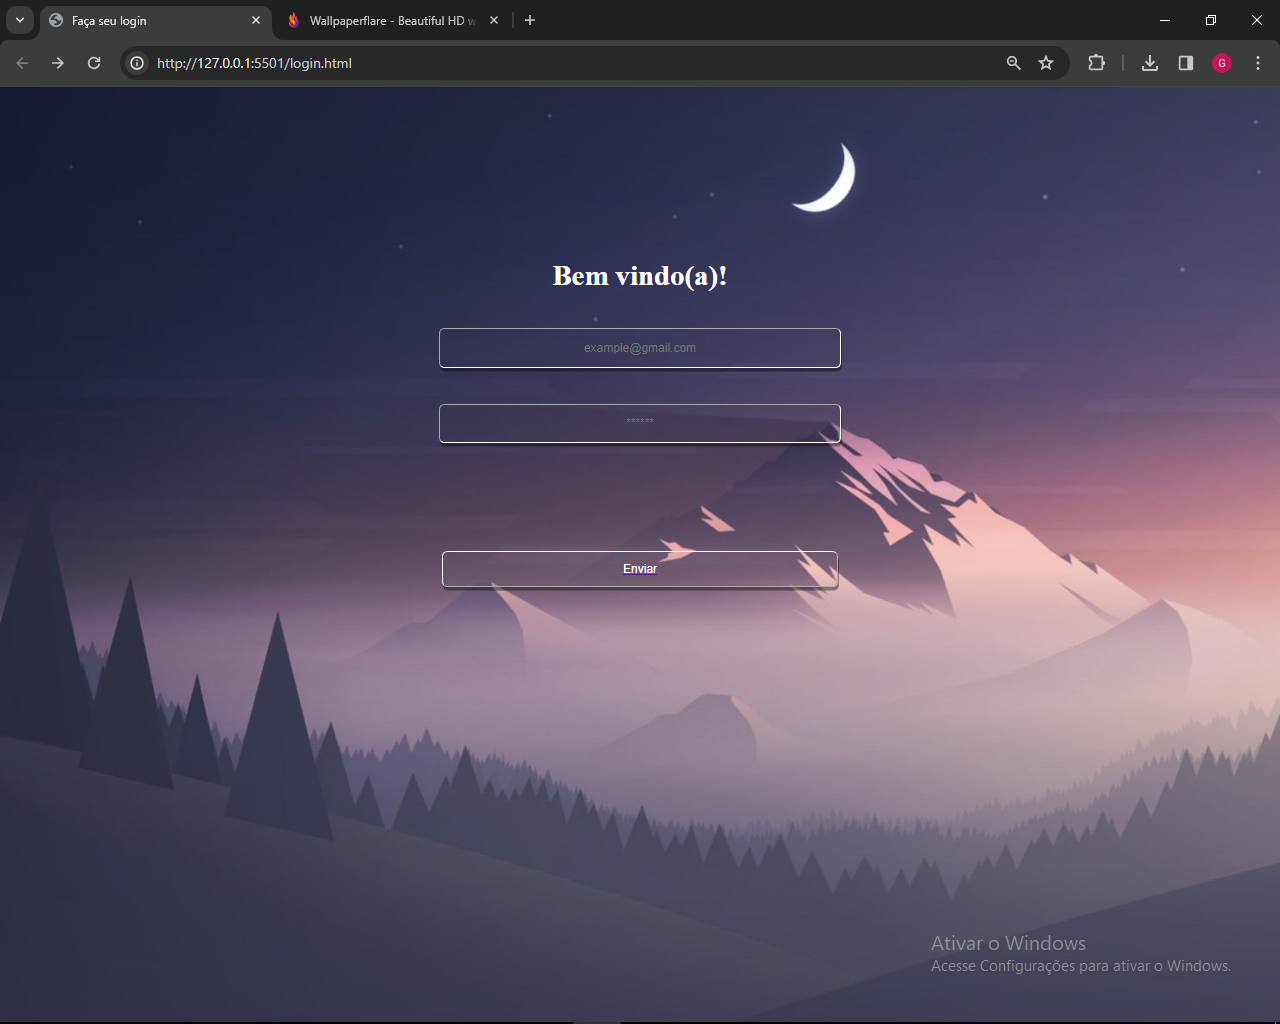 Faça seu login
Wallpaperflare - Beautiful HD w
http://127.0.0.1:5501/login.html
G
Bem vindo(a)!
example@gmail.com
******
Enviar
Ativar o Windows
Acesse Configurações para ativar o Windows.